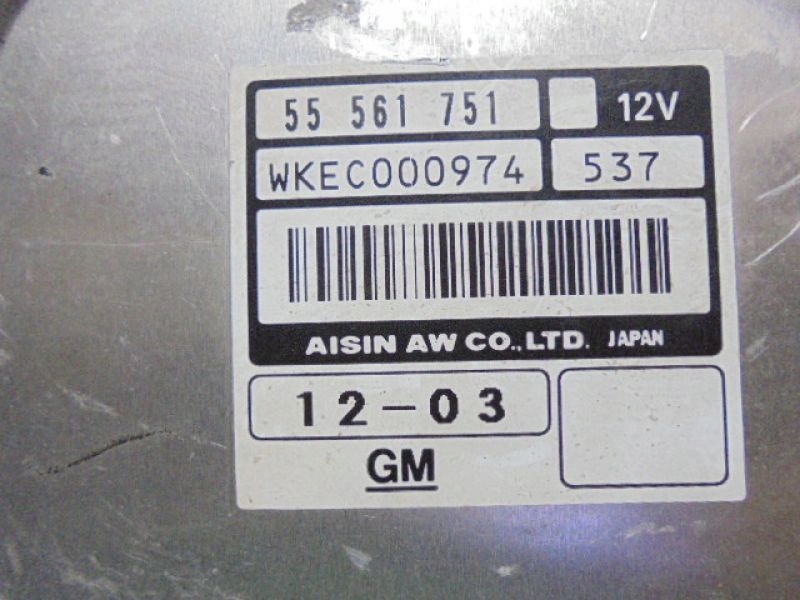 55 561 751 12V
WKEC000974 537
AISIN AW CO.,LTD. JAPAN
12-03
GM